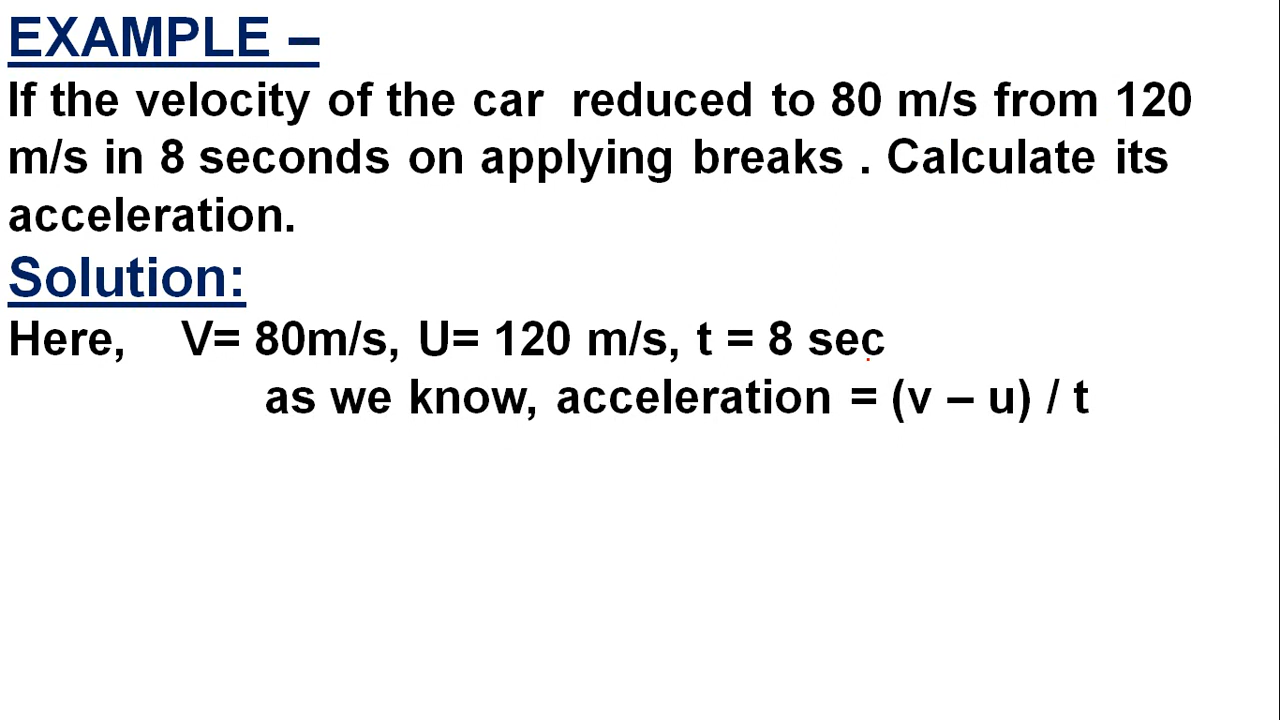 EXAMPLE –
If the velocity of the car reduced to 80 m/s from 120
m/s in 8 seconds on applying breaks . Calculate its
acceleration.
Solution:
Here, V= 80m/s, U= 120 m/s, t = 8 sec
as we know, acceleration = (v – u) / t